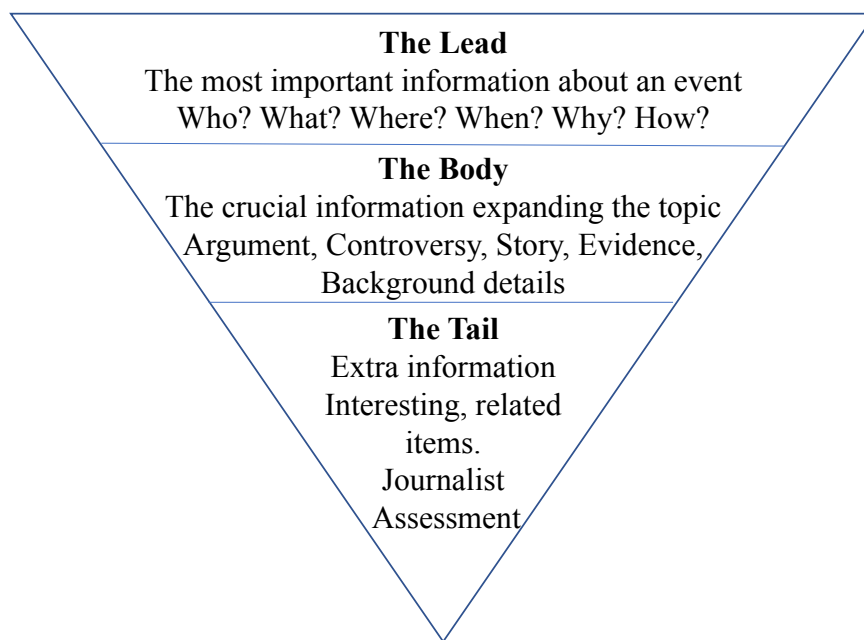 The Lead
The most important information about an event
Who? What? Where? When? Why? How?
The Body
The crucial information expanding the topic
Argument, Controversy, Story, Evidence,
Background details
The Tail
Extra information
Interesting, related
items.
Journalist
Assessment